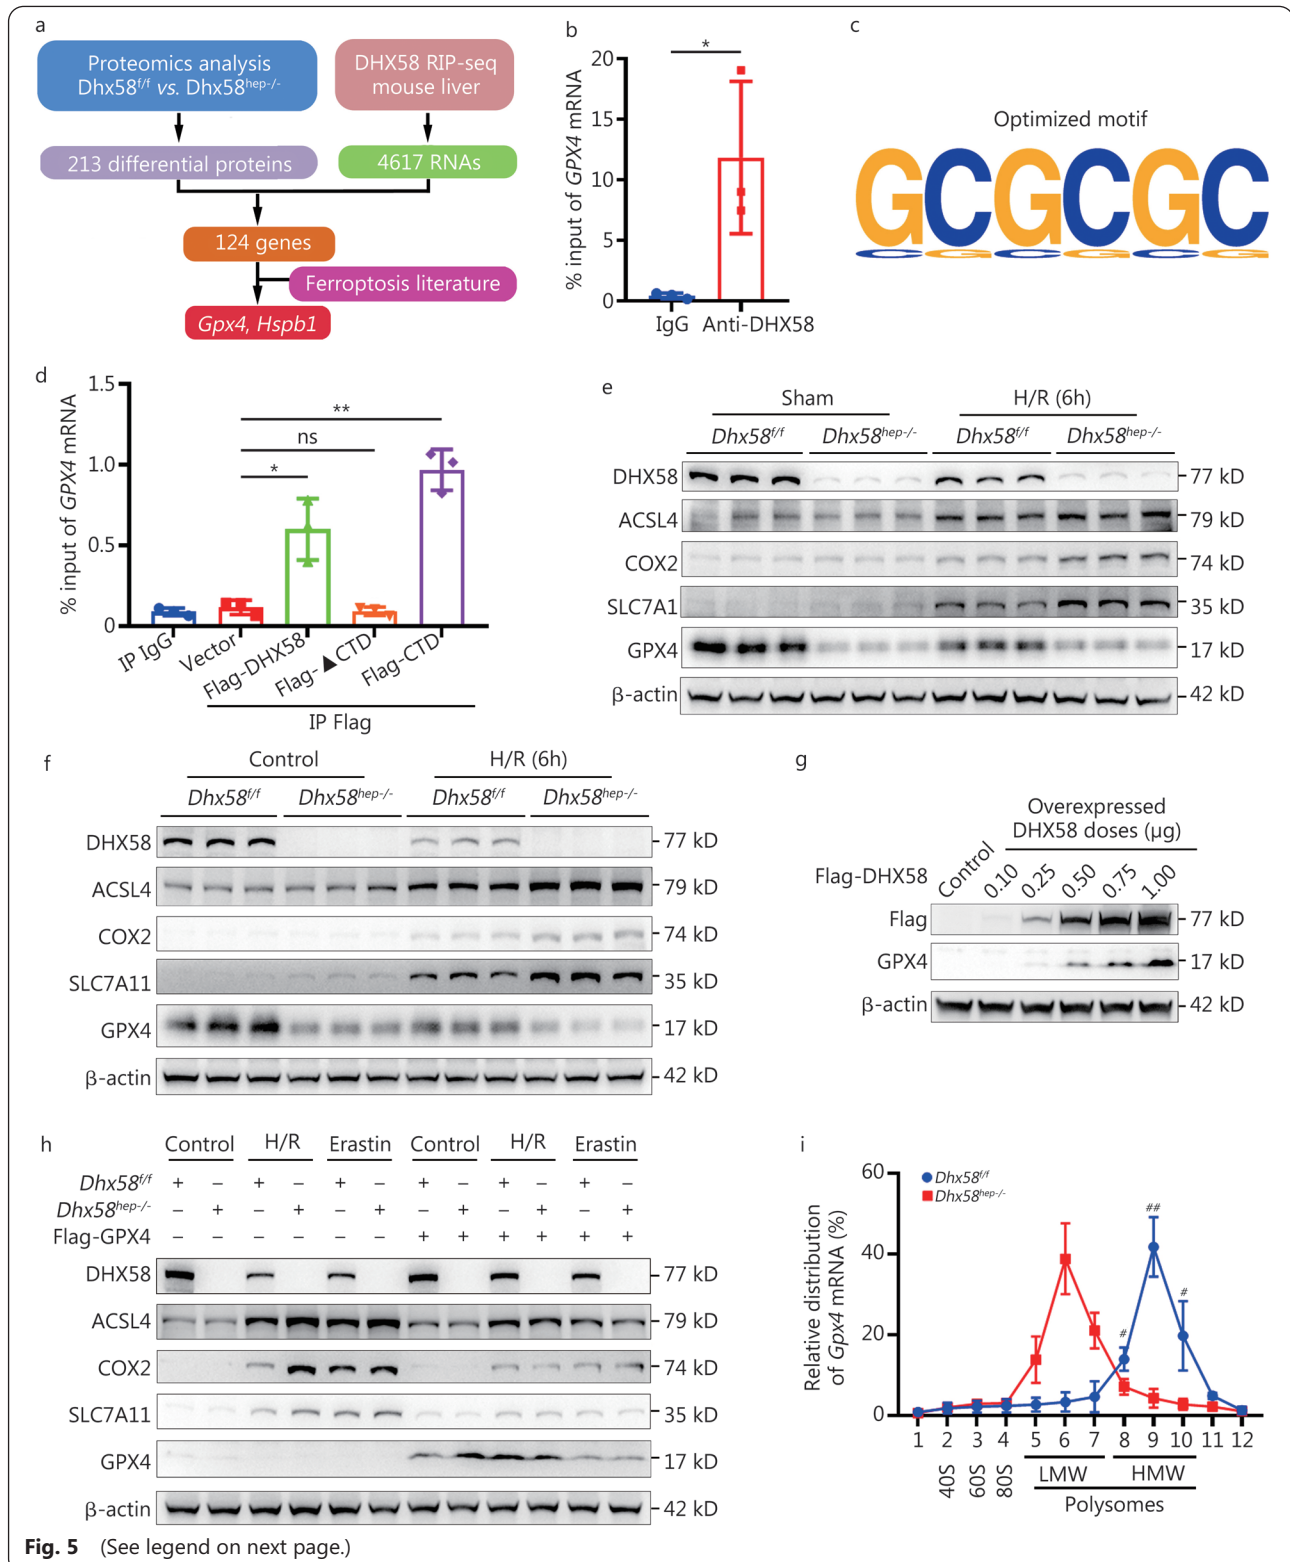 a
Proteomics analysis
Dhx58f/f vs. Dhx58hep-/-
DHX58 RIP-seq
mouse liver
213 differential proteins
4617 RNAs
124 genes
Ferroptosis literature
Gpx4, Hspb1
b
*
% input of GPX4 mRNA
20
15
10
5
0
IgG Anti-DHX58
c
Optimized motif
GCGCGC
CGCGCG
d
% input of GPX4 mRNA
1.5
1.0
0.5
0
**
ns
*
IP IgG
Vector
Flag-DHX58
Flag-▲CTD
Flag-CTD
IP Flag
e
Sham H/R (6h)
Dhx58f/f Dhx58hep-/- Dhx58f/f Dhx58hep-/-
DHX58 77 kD
ACSL4 79 kD
COX2 74 kD
SLC7A1 35 kD
GPX4 17 kD
β-actin 42 kD
f
Control H/R (6h)
Dhx58f/f Dhx58hep-/- Dhx58f/f Dhx58hep-/-
DHX58 77 kD
ACSL4 79 kD
COX2 74 kD
SLC7A11 35 kD
GPX4 17 kD
β-actin 42 kD
g
Overexpressed
DHX58 doses (μg)
Flag-DHX58 Control 0.10 0.25 0.50 0.75 1.00
Flag 77 kD
GPX4 17 kD
β-actin 42 kD
h
Control H/R Erastin Control H/R Erastin
Dhx58f/f + – + – + – + – + – + –
Dhx58hep-/- – + – + – + – + – + – +
Flag-GPX4 – – – – – – + + + + + +
DHX58 77 kD
ACSL4 79 kD
COX2 74 kD
SLC7A11 35 kD
GPX4 17 kD
β-actin 42 kD
i
Relative distribution
of Gpx4 mRNA (%)
60
40
20
0
Dhx58f/f
Dhx58hep-/-
##
#
#
1 2 3 4 5 6 7 8 9 10 11 12
40S 60S 80S LMW HMW
Polysomes
Fig. 5 (See legend on next page.)